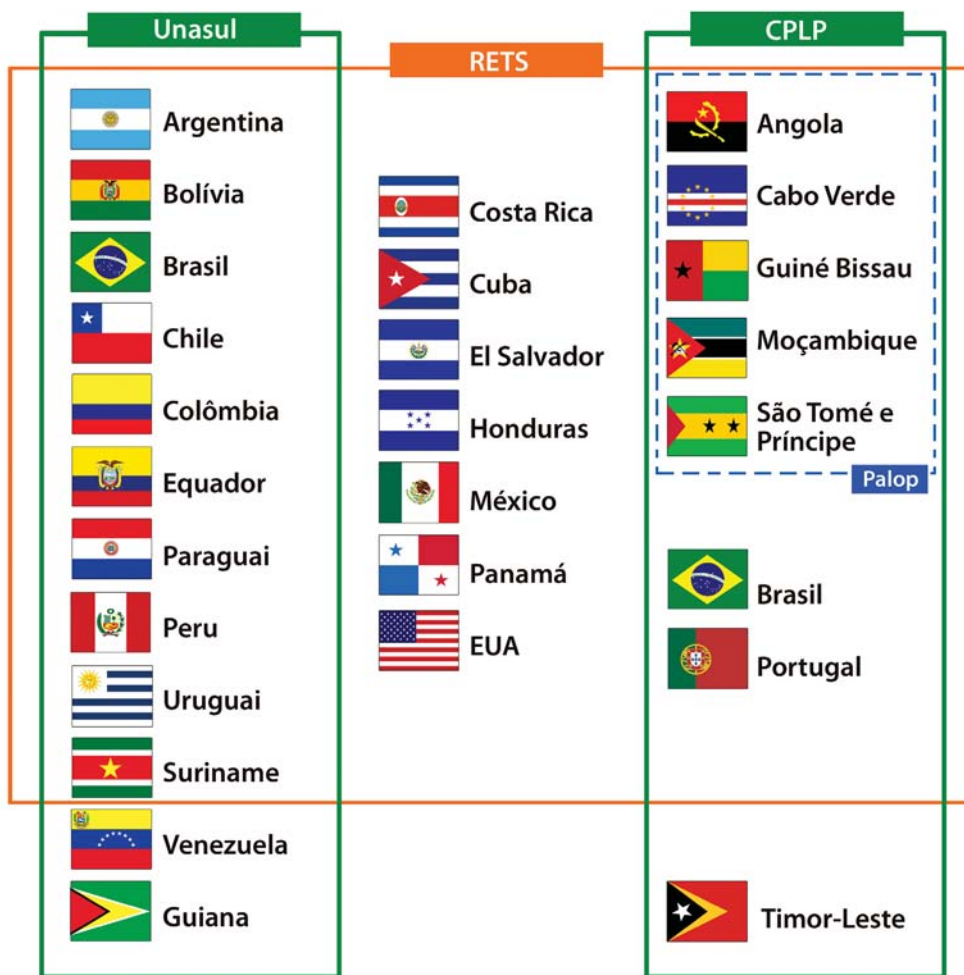 Unasul
Argentina
Bolívia
Brasil
Chile
Colômbia
Equador
Paraguai
Peru
Uruguai
Suriname
Venezuela
Guiana
RETS
Costa Rica
Cuba
El Salvador
Honduras
México
Panamá
EUA
CPLP
Angola
Cabo Verde
Guiné Bissau
Moçambique
São Tomé e
Príncipe
Palop
Brasil
Portugal
Timor-Leste